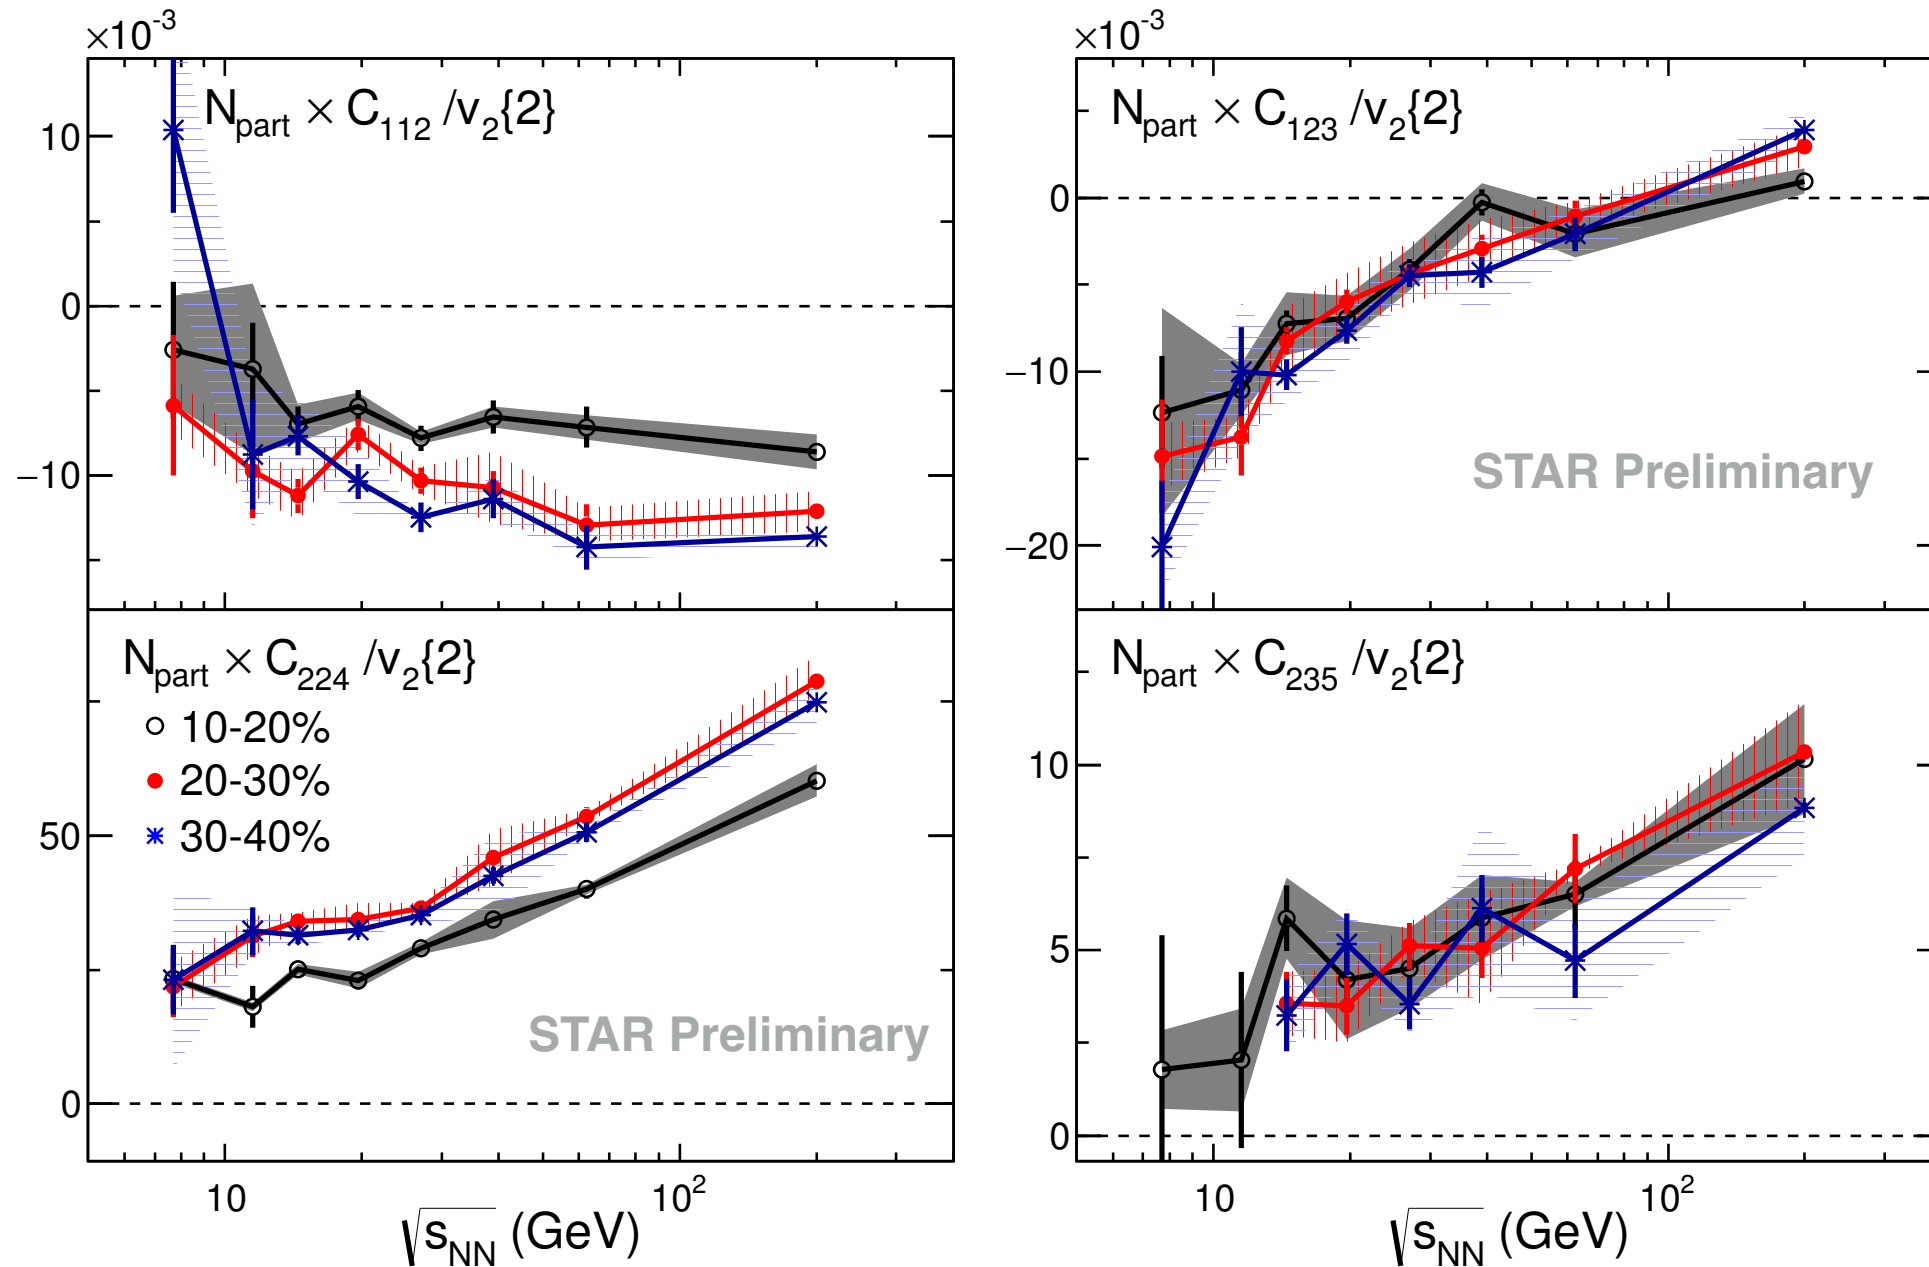 ×10⁻³
N_part × C_112 /v_2{2}
10
0
−10
×10⁻³
N_part × C_123 /v_2{2}
0
−10
−20
STAR Preliminary
N_part × C_224 /v_2{2}
10-20%
20-30%
30-40%
50
0
STAR Preliminary
10
10²
√s_NN (GeV)
N_part × C_235 /v_2{2}
10
5
0
10
10²
√s_NN (GeV)